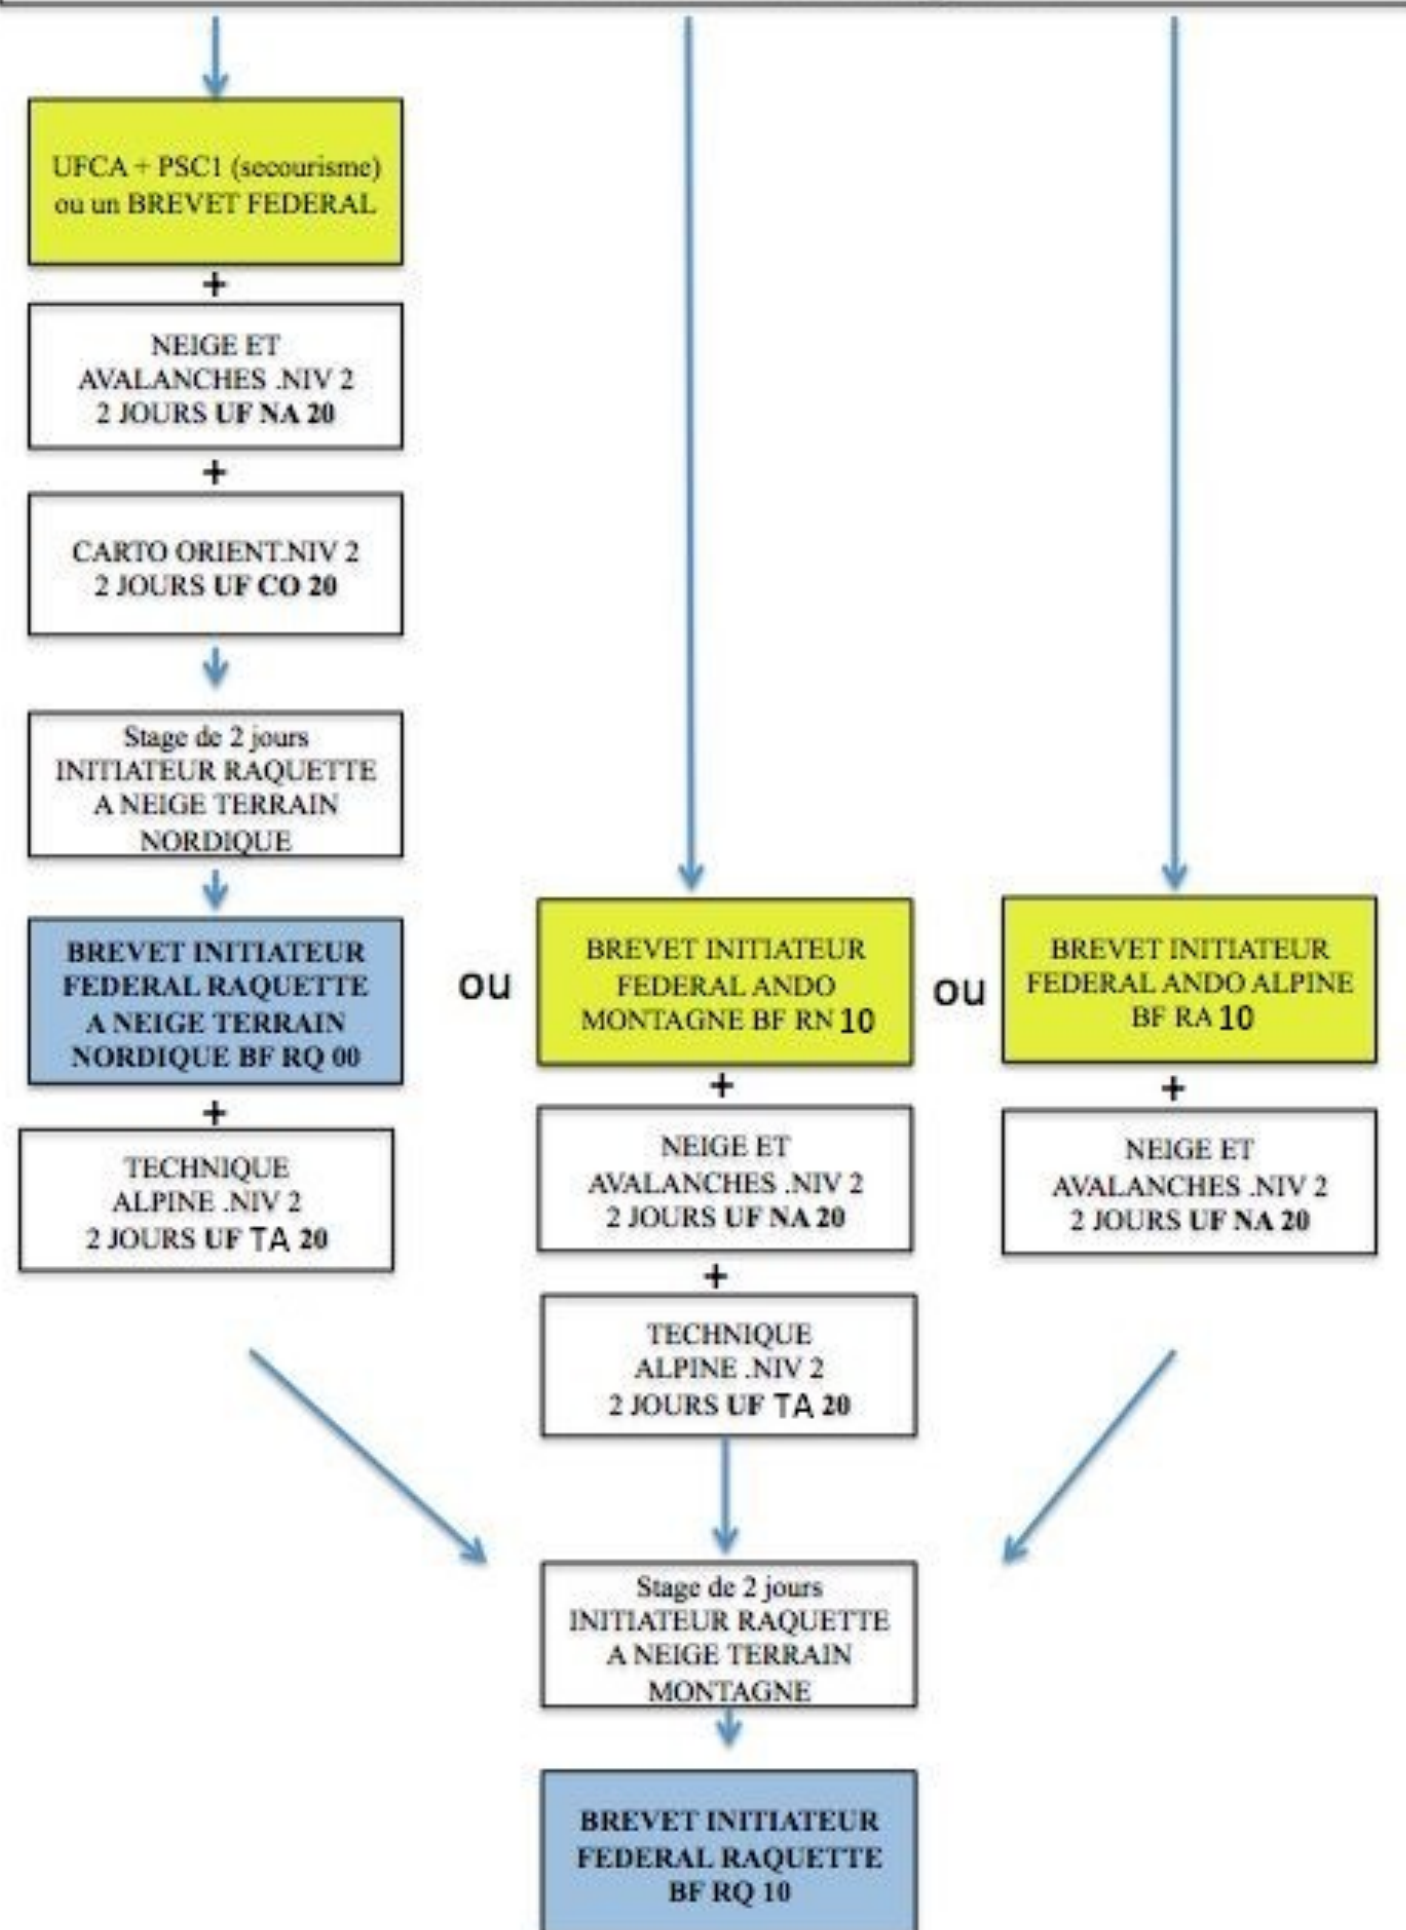 UFCA + PSC1 (secourisme)
ou un BREVET FEDERAL
+
NEIGE ET
AVALANCHES .NIV 2
2 JOURS UF NA 20
+
CARTO ORIENT.NIV 2
2 JOURS UF CO 20
Stage de 2 jours
INITIATEUR RAQUETTE
A NEIGE TERRAIN
NORDIQUE
BREVET INITIATEUR
FEDERAL RAQUETTE
A NEIGE TERRAIN
NORDIQUE BF RQ 00
+
TECHNIQUE
ALPINE .NIV 2
2 JOURS UF TA 20
ou
BREVET INITIATEUR
FEDERAL ANDO
MONTAGNE BF RN 10
+
NEIGE ET
AVALANCHES .NIV 2
2 JOURS UF NA 20
+
TECHNIQUE
ALPINE .NIV 2
2 JOURS UF TA 20
ou
BREVET INITIATEUR
FEDERAL ANDO ALPINE
BF RA 10
+
NEIGE ET
AVALANCHES .NIV 2
2 JOURS UF NA 20
Stage de 2 jours
INITIATEUR RAQUETTE
A NEIGE TERRAIN
MONTAGNE
BREVET INITIATEUR
FEDERAL RAQUETTE
BF RQ 10